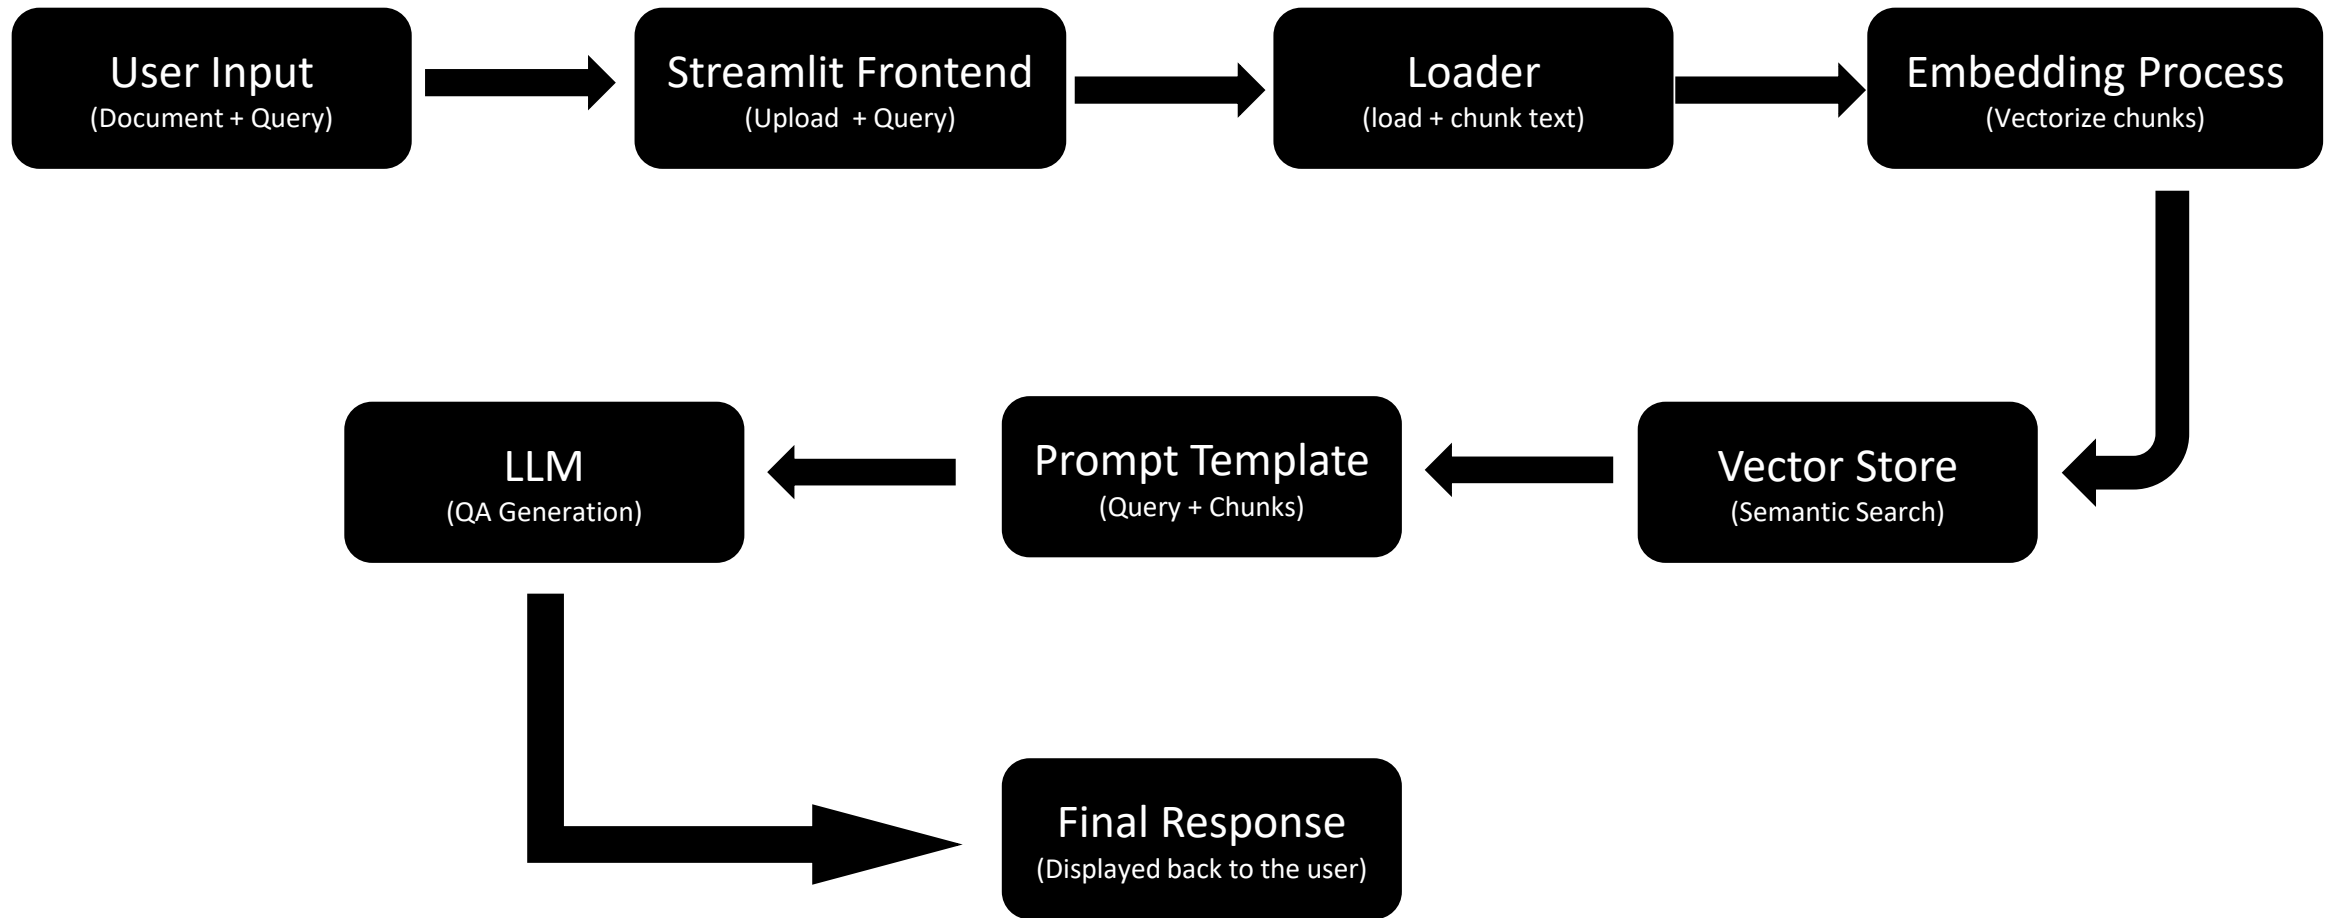 User Input
(Document + Query)
Streamlit Frontend
(Upload  + Query)
Loader
(load + chunk text)
Embedding Process
(Vectorize chunks)
Vector Store
(Semantic Search)
Prompt Template
(Query + Chunks)
LLM
(QA Generation)
Final Response
(Displayed back to the user)